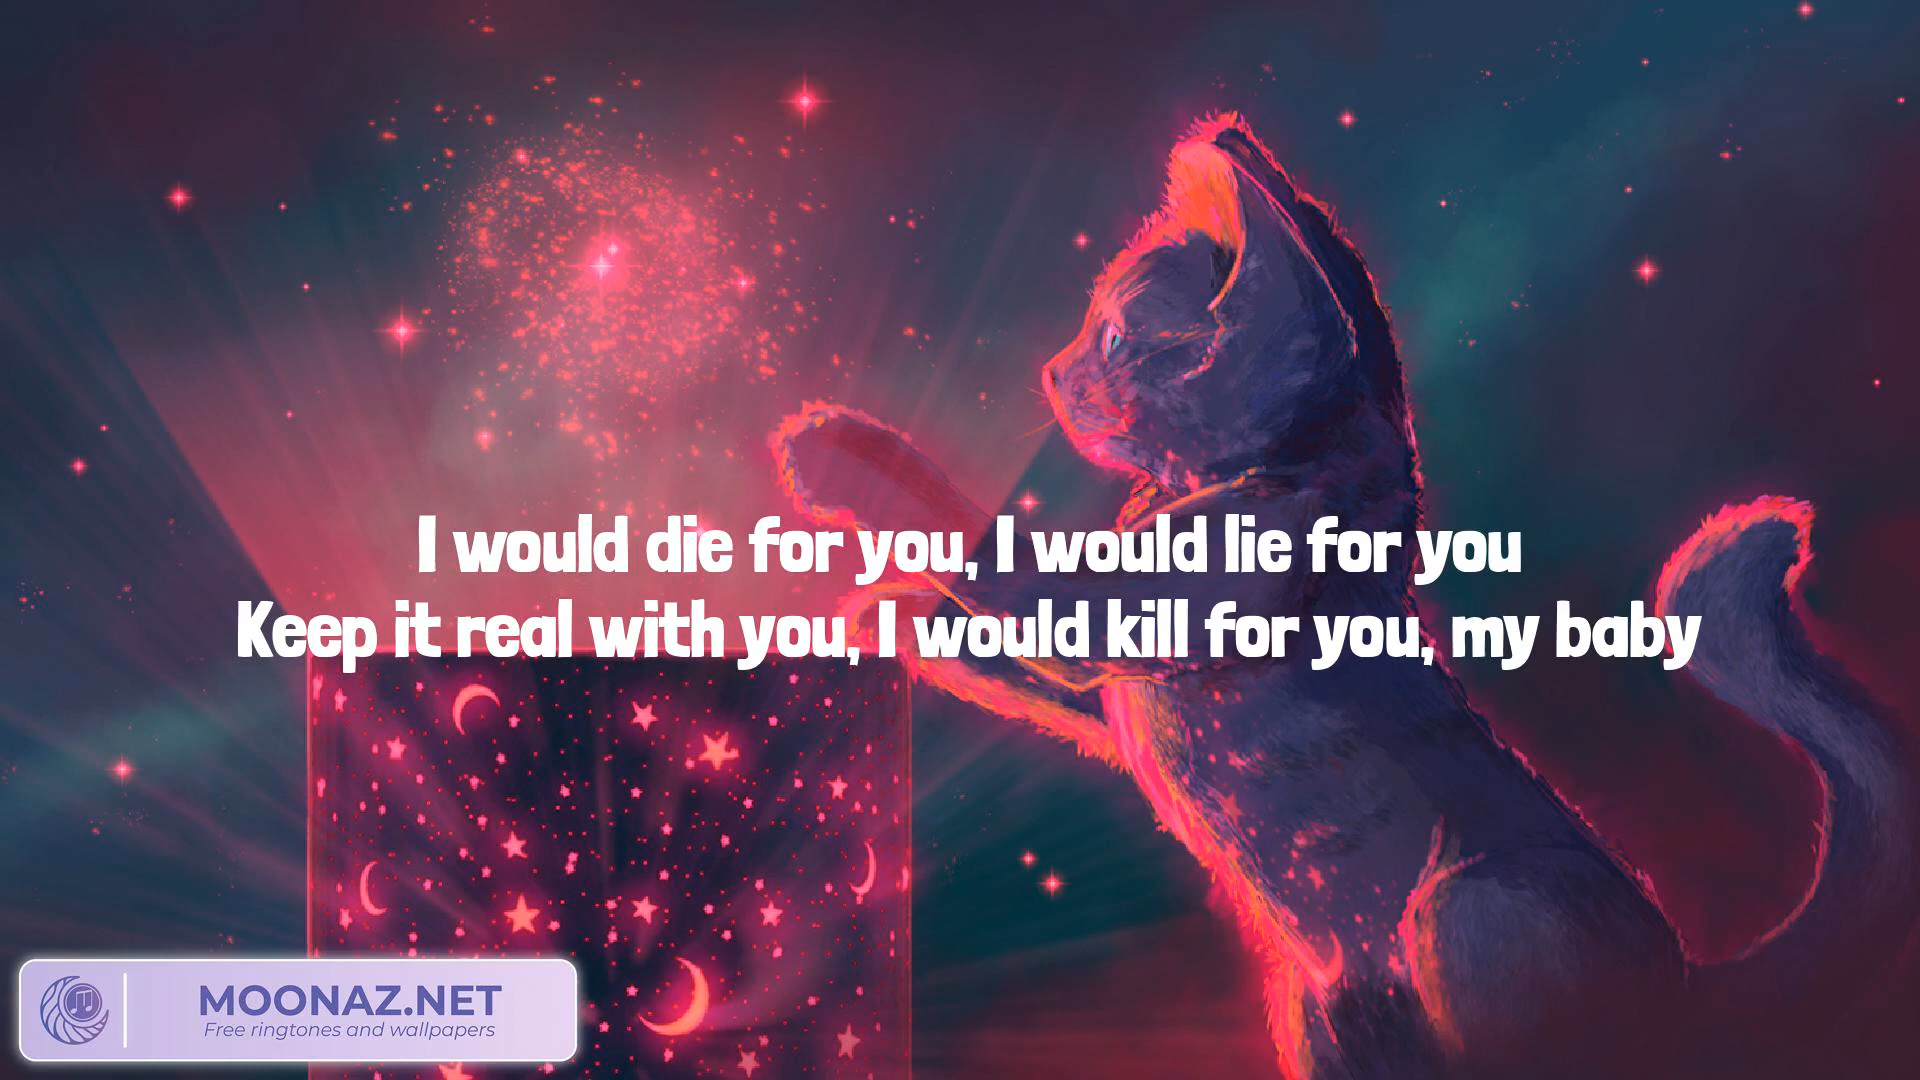 I would die for you, I would lie for you
Keep it real with you, I would kill for you, my baby
MOONAZ.NET
Free ringtones and wallpapers